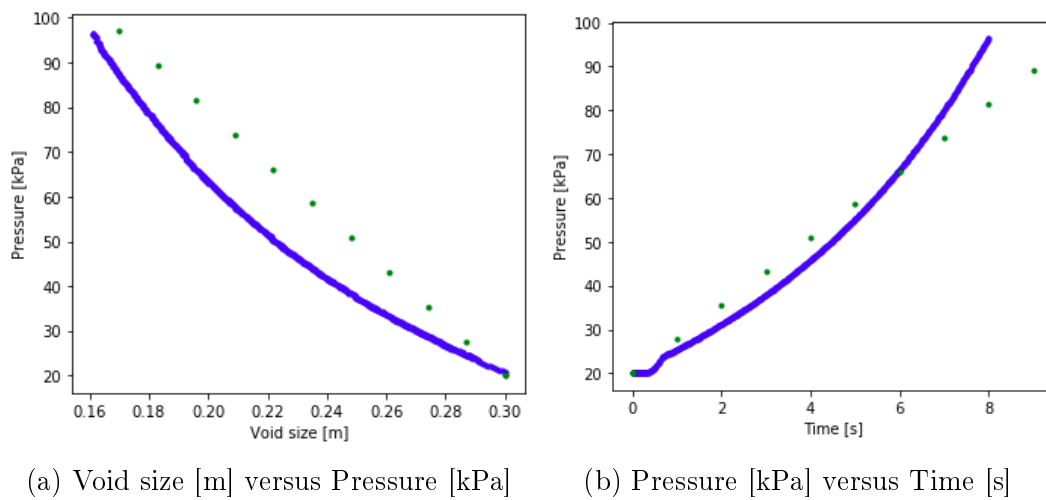 100
90
80
70
60
50
40
30
20
Pressure [kPa]
0.16 0.18 0.20 0.22 0.24 0.26 0.28 0.30
Void size [m]
(a) Void size [m] versus Pressure [kPa]
100
90
80
70
60
50
40
30
20
Pressure [kPa]
0 2 4 6 8
Time [s]
(b) Pressure [kPa] versus Time [s]